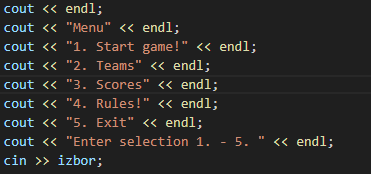 cout << endl;
cout << "Menu" << endl;
cout << "1. Start game!" << endl;
cout << "2. Teams" << endl;
cout << "3. Scores" << endl;
cout << "4. Rules!" << endl;
cout << "5. Exit" << endl;
cout << "Enter selection 1. - 5. " << endl;
cin >> izbor;